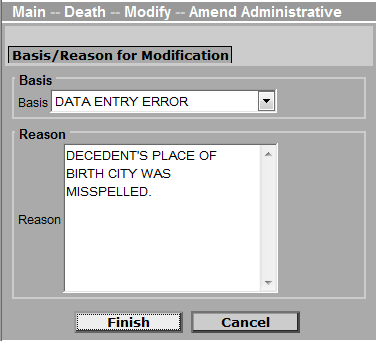 Main -- Death -- Modify -- Amend Administrative
Basis/Reason for Modification
Basis
Basis DATA ENTRY ERROR
Reason
DECEDENT'S PLACE OF
BIRTH CITY WAS
MISSPELLED.
Reason
Finish Cancel